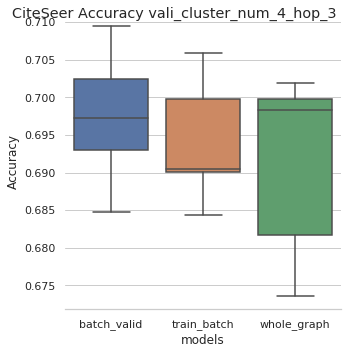 CiteSeer Accuracy vali_cluster_num_4_hop_3
0.710
0.705
0.700
0.695
0.690
0.685
0.680
0.675
Accuracy
batch_valid train_batch whole_graph
models